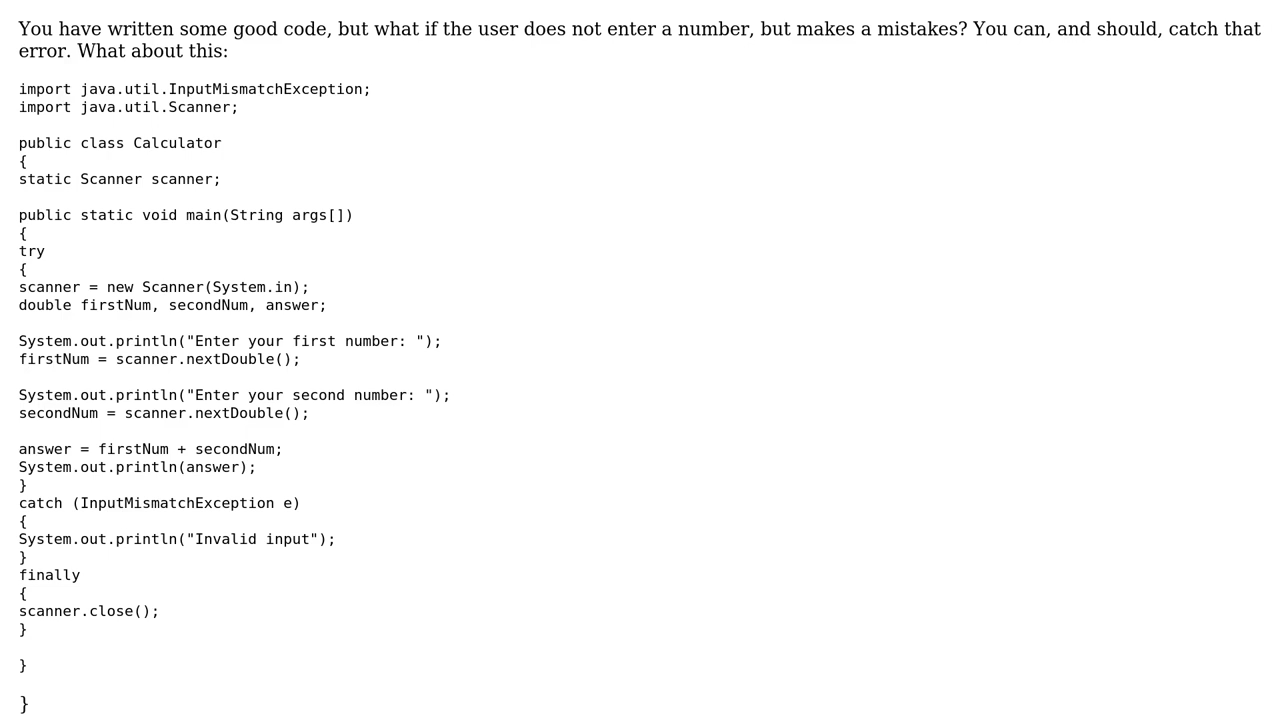 You have written some good code, but what if the user does not enter a number, but makes a mistakes? You can, and should, catch that
error. What about this:
import java.util.InputMismatchException;
import java.util.Scanner;
public class Calculator
{
static Scanner scanner;
public static void main(String args[])
{
try
{
scanner = new Scanner(System.in);
double firstNum, secondNum, answer;
System.out.println("Enter your first number: ");
firstNum = scanner.nextDouble();
System.out.println("Enter your second number: ");
secondNum = scanner.nextDouble();
answer = firstNum + secondNum;
System.out.println(answer);
}
catch (InputMismatchException e)
{
System.out.println("Invalid input");
}
finally
{
scanner.close();
}
}
}